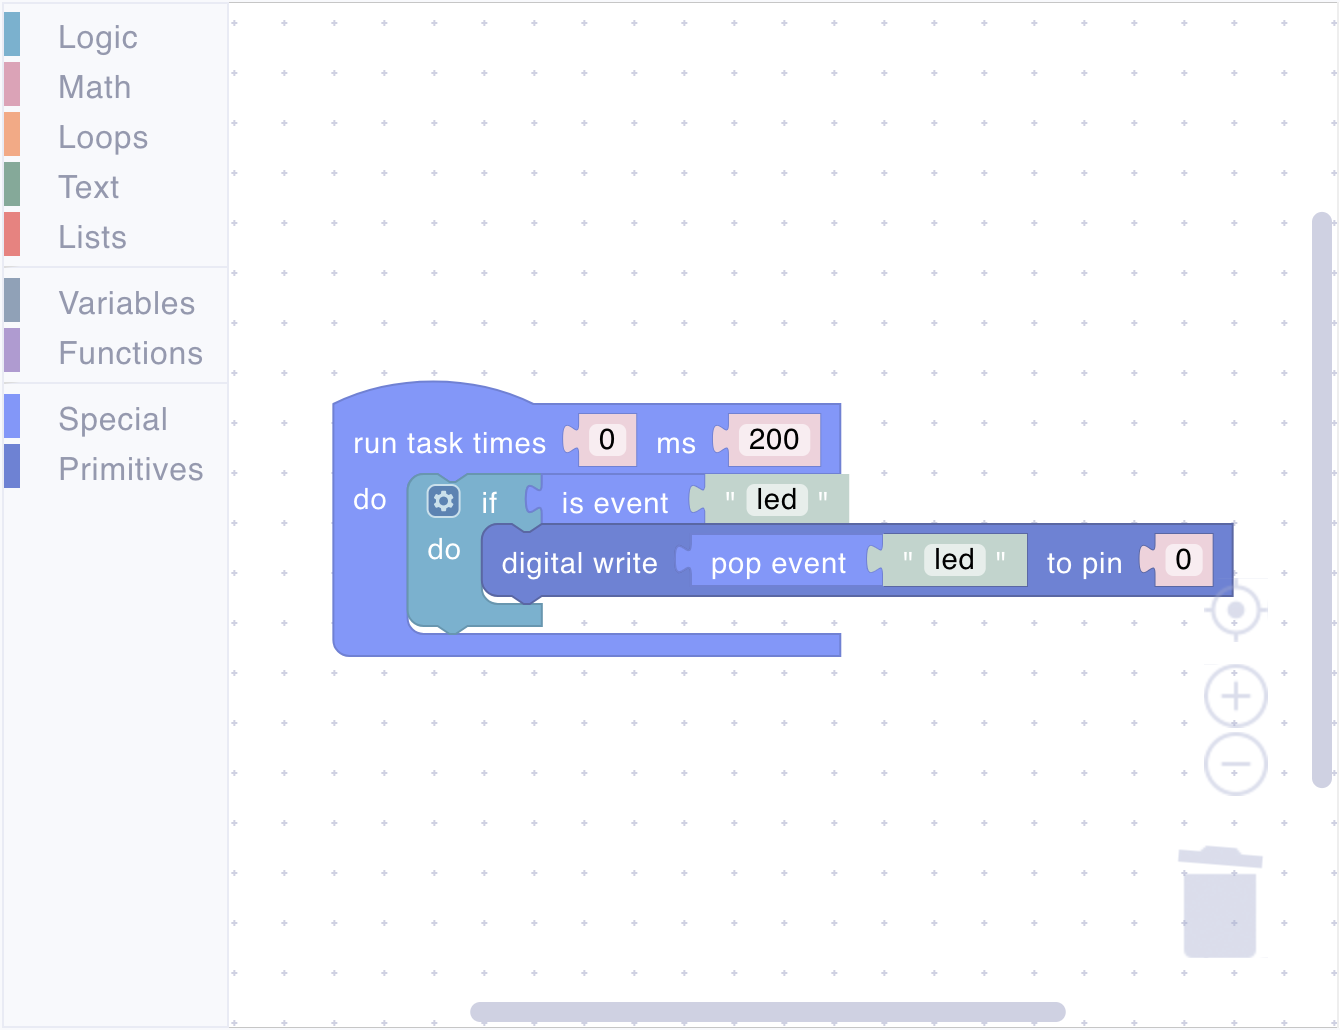 Logic
Math
Loops
Text
Lists
Variables
Functions
Special
Primitives
run task times 0 ms 200
do if is event " led "
do digital write pop event " led " to pin 0